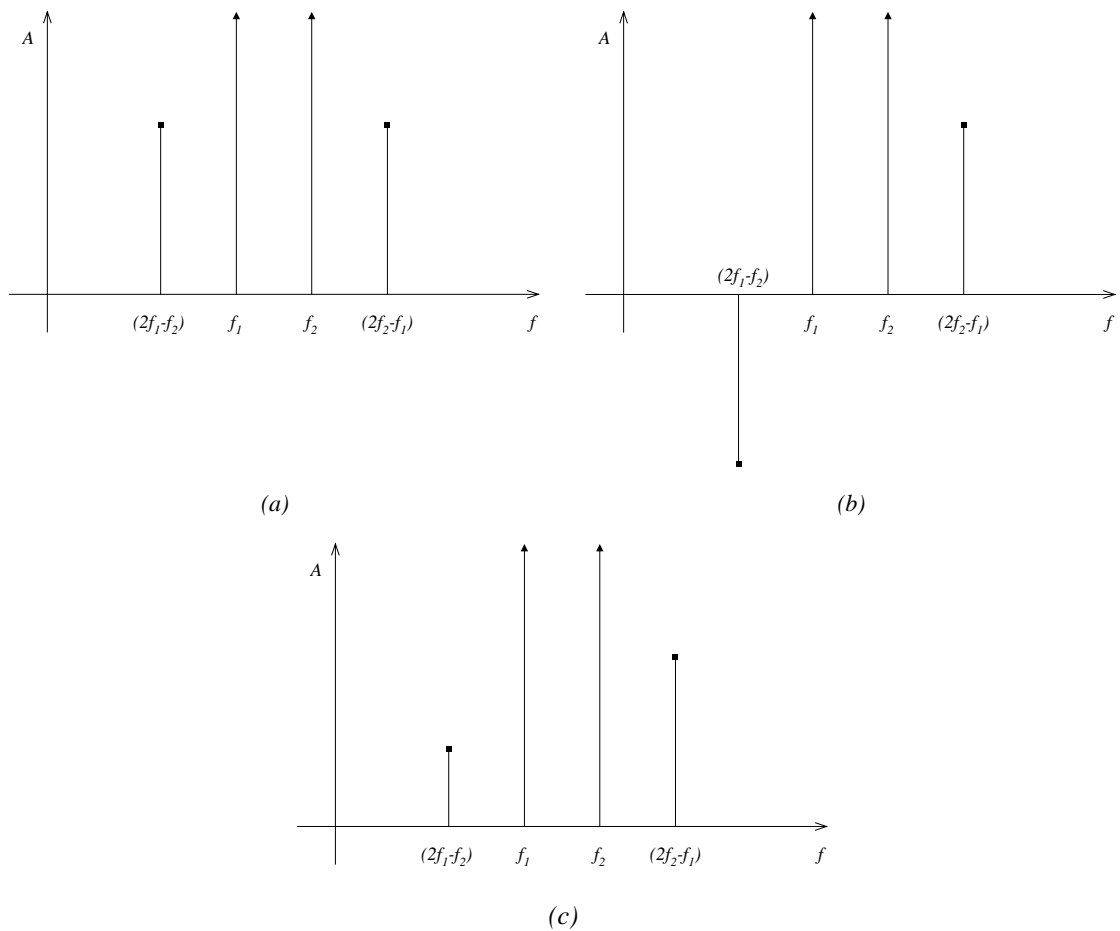 A
(2f₁-f₂) f₁ f₂ (2f₂-f₁) f
(a)
A
(2f₁-f₂)
f₁ f₂ (2f₂-f₁) f
(b)
A
(2f₁-f₂) f₁ f₂ (2f₂-f₁) f
(c)